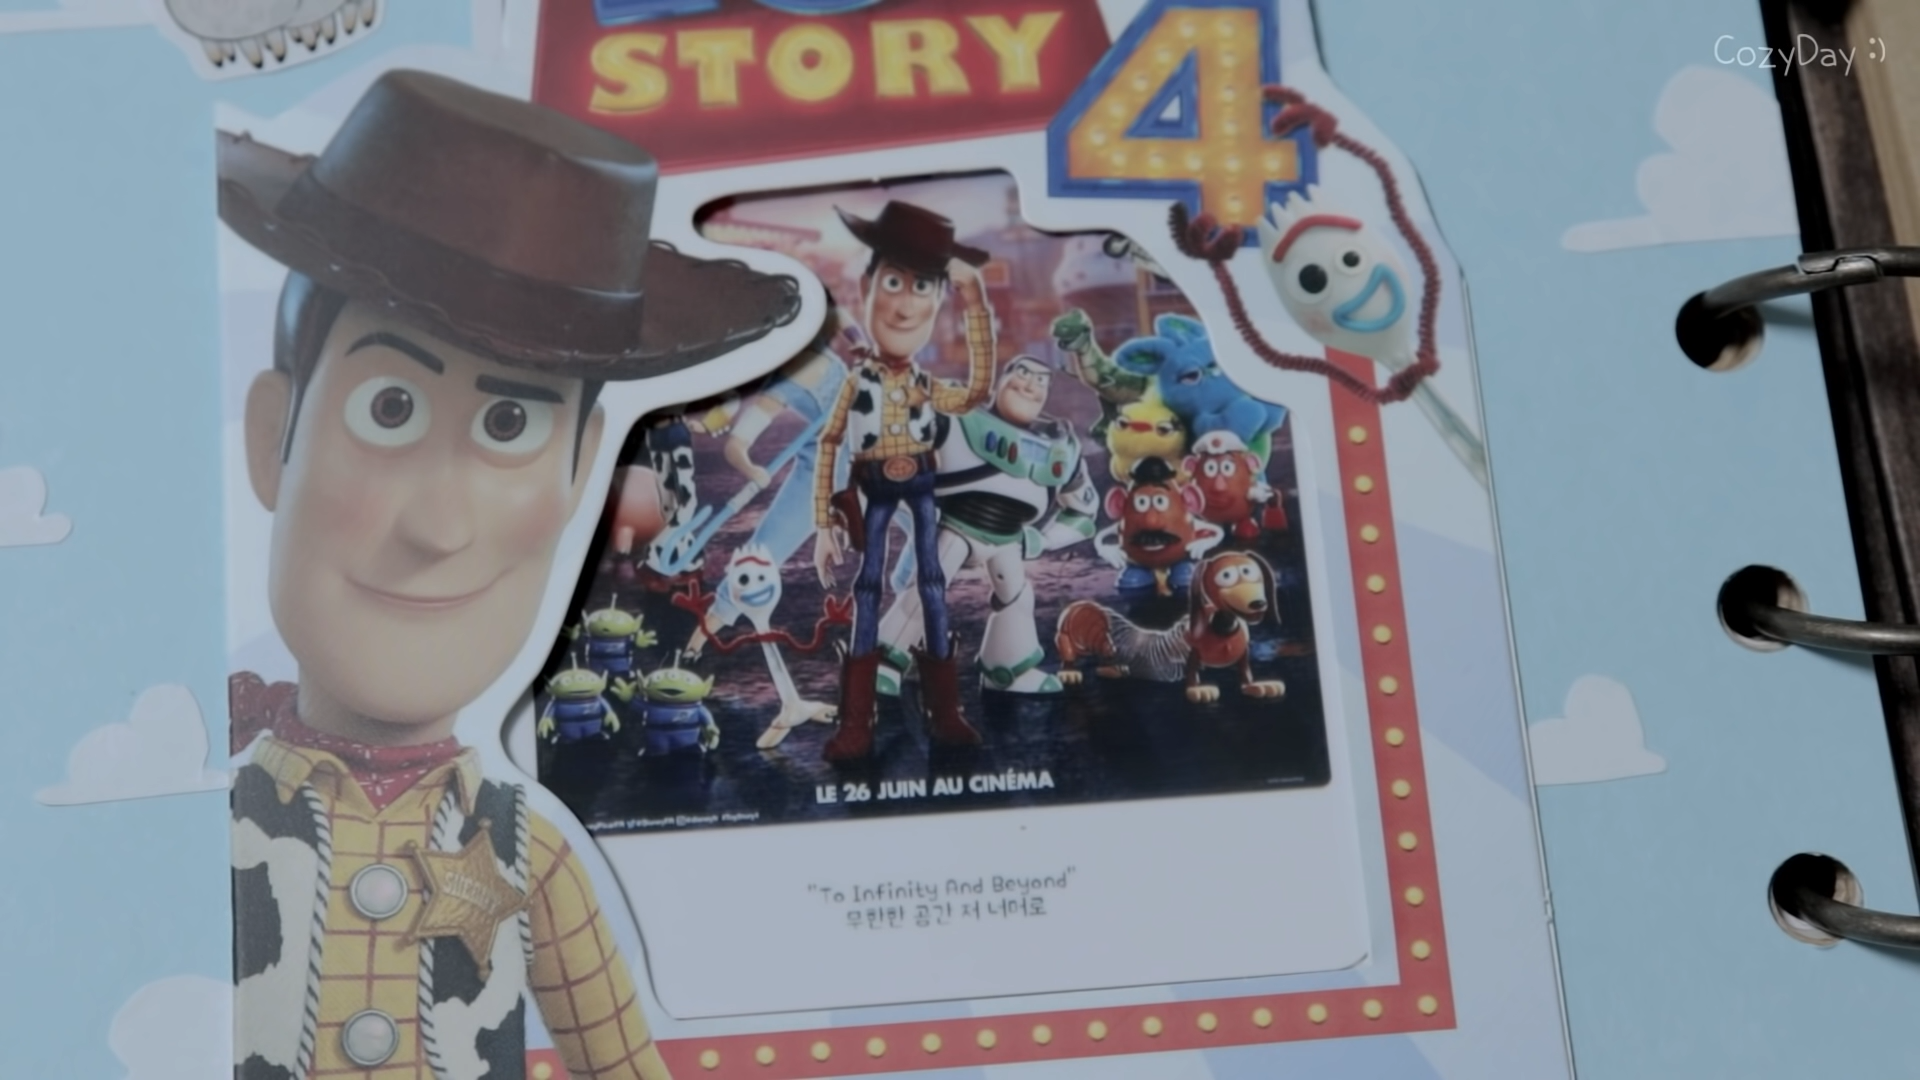 STORY
4
CozyDay :)
LE 26 JUIN AU CINÉMA
"To Infinity And Beyond"
무한한 공간 저 너머로